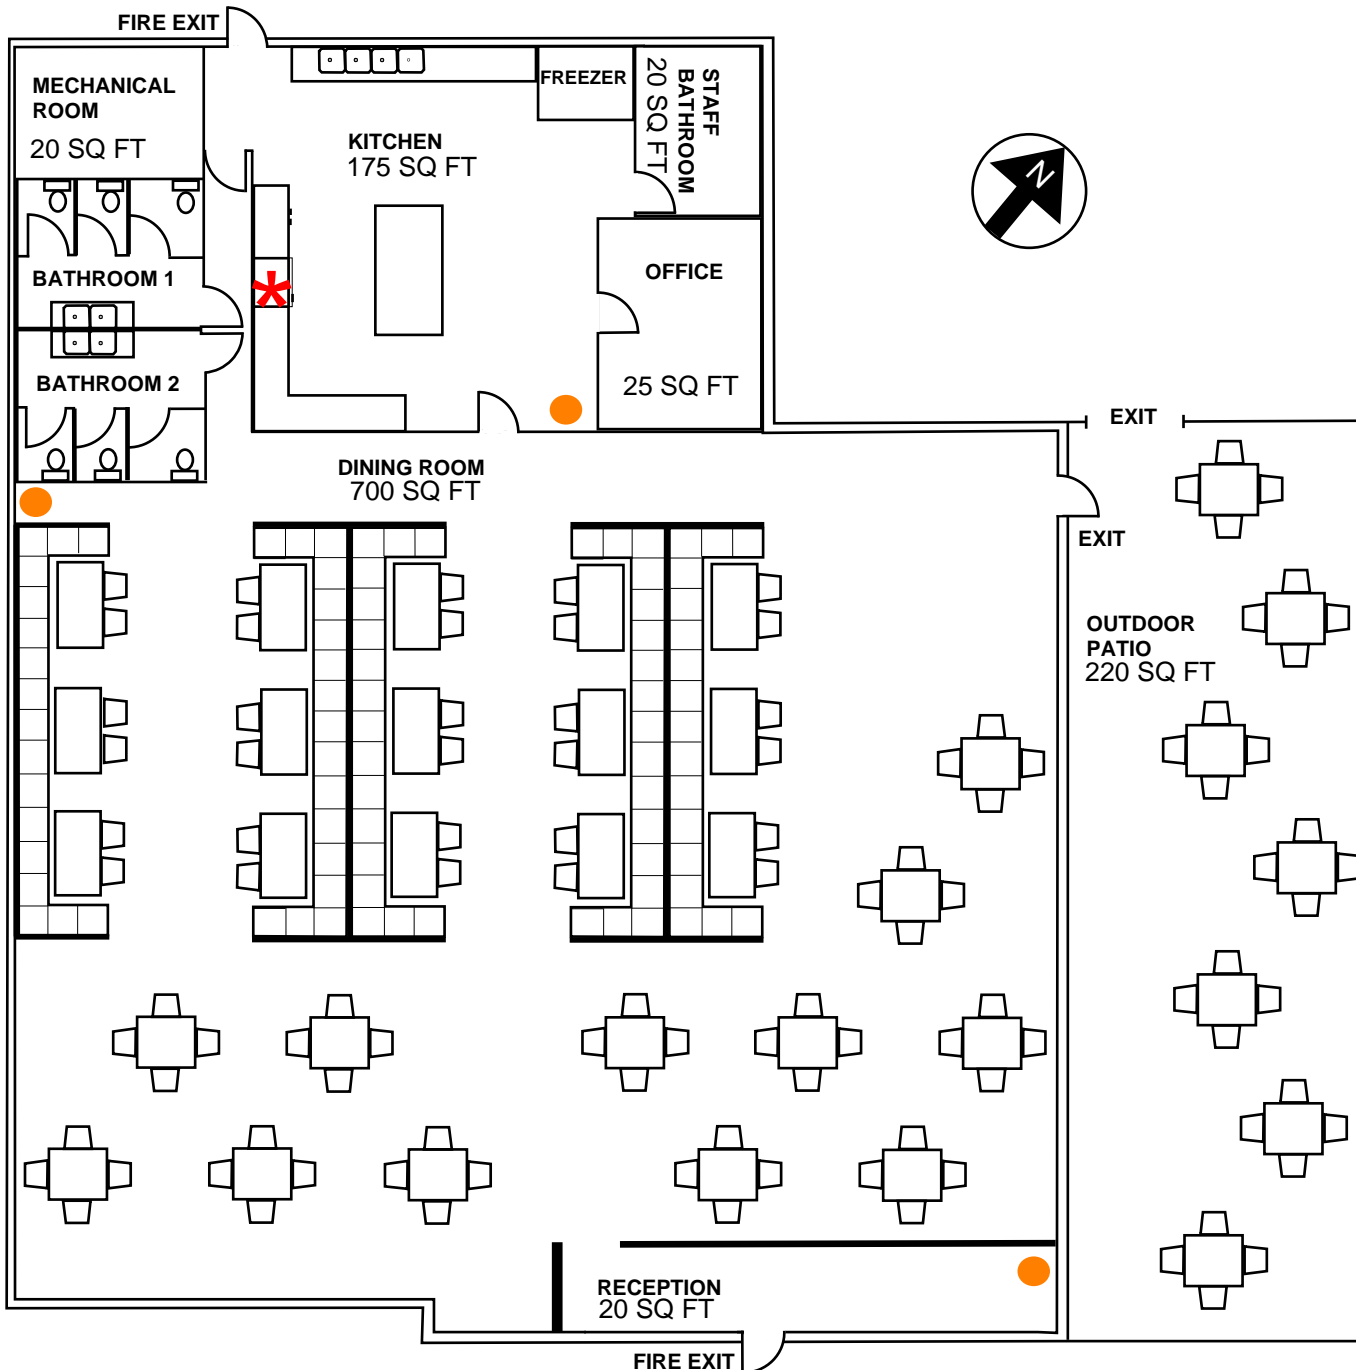 FIRE EXIT
MECHANICAL
ROOM
20 SQ FT
KITCHEN
175 SQ FT
FREEZER
STAFF
BATHROOM
20 SQ FT
N
BATHROOM 1
OFFICE
25 SQ FT
BATHROOM 2
*
EXIT
DINING ROOM
700 SQ FT
EXIT
OUTDOOR
PATIO
220 SQ FT
RECEPTION
20 SQ FT
FIRE EXIT